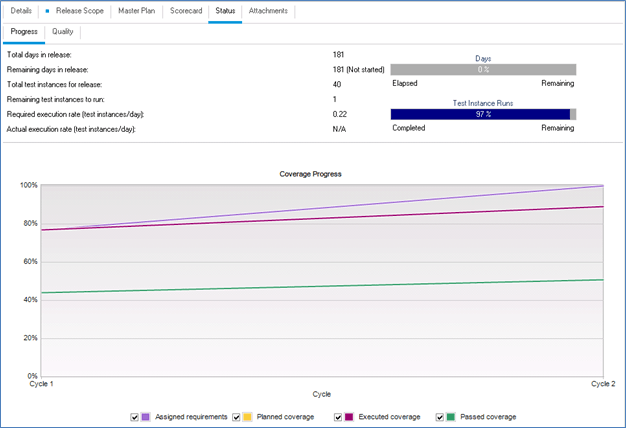 Details Release Scope Master Plan Scorecard Status Attachments
Progress Quality
Total days in release: 181
Days
Remaining days in release: 181 (Not started)
0 %
Total test instances for release: 40
Elapsed Remaining
Remaining test instances to run: 1
Test Instance Runs
Required execution rate (test instances/day): 0.22
97 %
Actual execution rate (test instances/day): N/A
Completed Remaining
Coverage Progress
100%
80%
60%
40%
20%
0%
Cycle 1 Cycle 2
Cycle
Assigned requirements Planned coverage Executed coverage Passed coverage